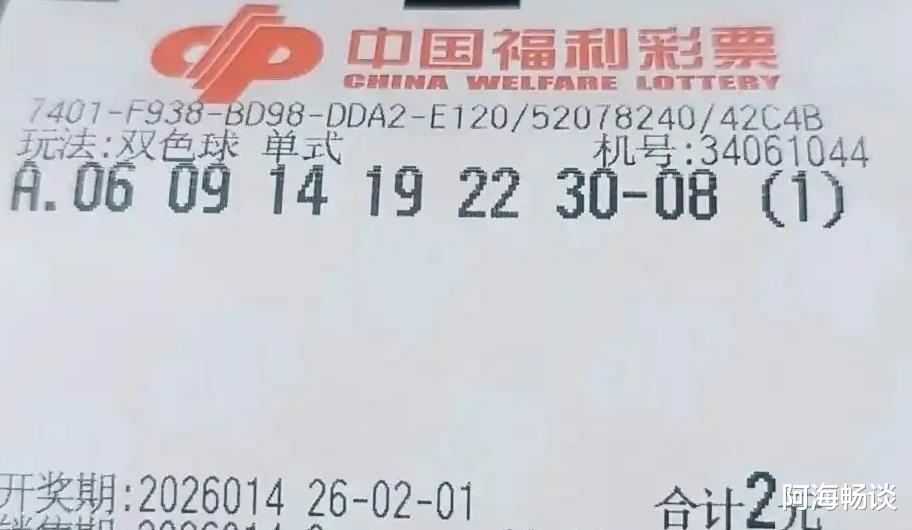 中国福利彩票
CHINA WELFARE LOTTERY
7401-F938-BD98-DDA2-E120/52078240/42C4B
玩法:双色球 单式 机号:34061044
A.06 09 14 19 22 30-08 (1)
开奖期:2026014 26-02-01 合计2元
阿海畅谈